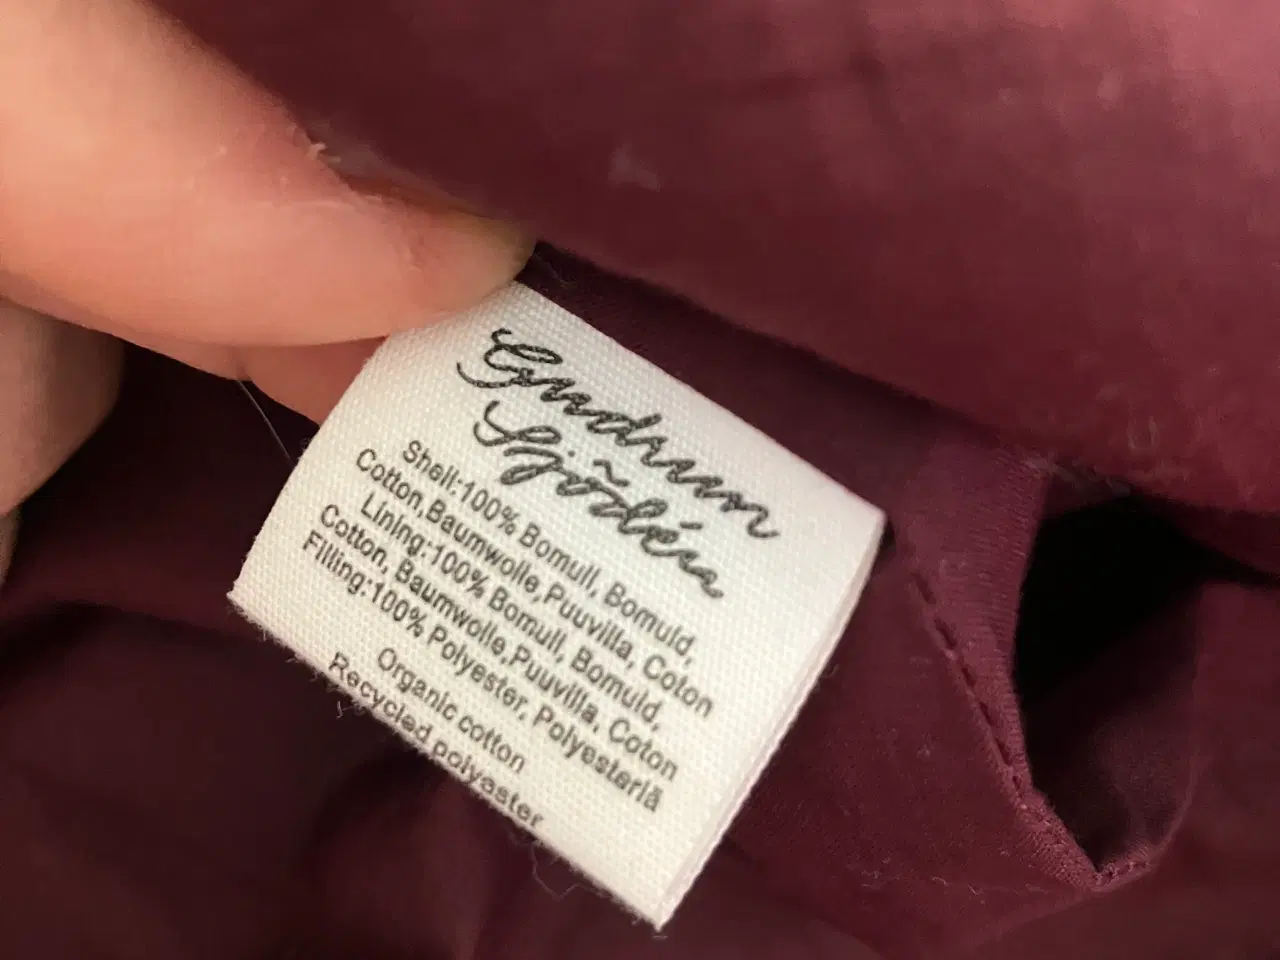 Gudrun
Sjödén
Shell:100% Bomull, Bomuld,
Cotton,Baumwolle,Puuvilla, Coton
Lining:100% Bomull, Bomuld,
Cotton, Baumwolle,Puuvilla, Coton
Filling:100% Polyester, Polyesteriä
Organic cotton
Recycled polyester